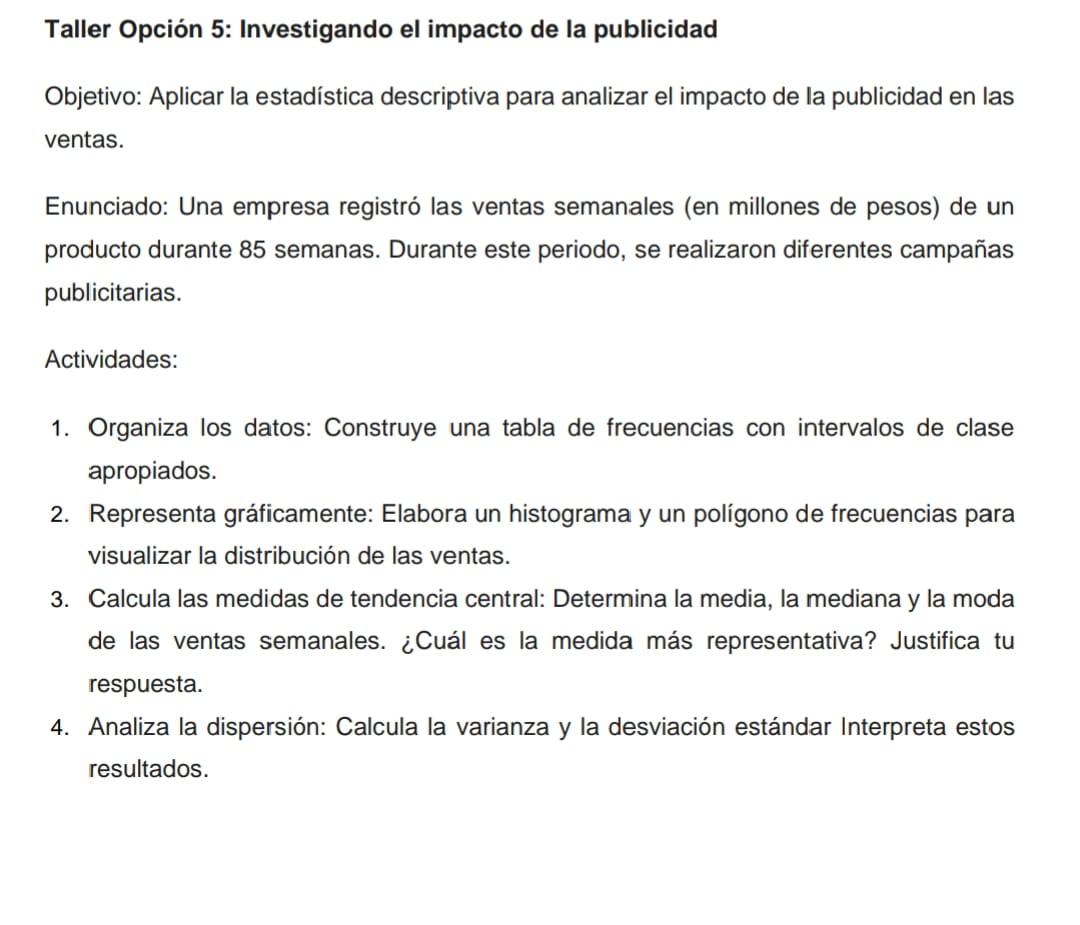 Taller Opción 5: Investigando el impacto de la publicidad
Objetivo: Aplicar la estadística descriptiva para analizar el impacto de la publicidad en las
ventas.
Enunciado: Una empresa registró las ventas semanales (en millones de pesos) de un
producto durante 85 semanas. Durante este periodo, se realizaron diferentes campañas
publicitarias.
Actividades:
1. Organiza los datos: Construye una tabla de frecuencias con intervalos de clase
apropiados.
2. Representa gráficamente: Elabora un histograma y un polígono de frecuencias para
visualizar la distribución de las ventas.
3. Calcula las medidas de tendencia central: Determina la media, la mediana y la moda
de las ventas semanales. ¿Cuál es la medida más representativa? Justifica tu
respuesta.
4. Analiza la dispersión: Calcula la varianza y la desviación estándar Interpreta estos
resultados.